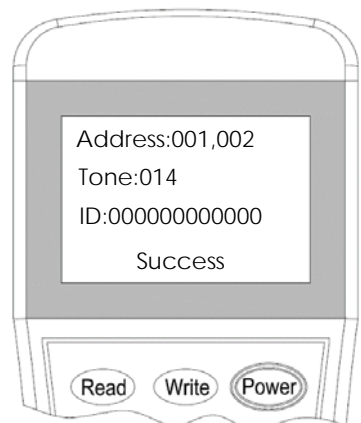 Address:001,002
Tone:014
ID:000000000000
Success
Read Write Power